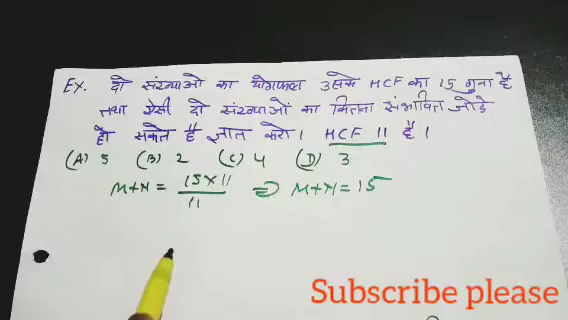 EX. दो संख्याओ का योगफल उसके HCF का 15 गुना है
तथा ऐसी दो संख्याओं का कितना संभावित जोडे
हो सकते है ज्ञात करो। HCF 11 है।
(A) 5 (B) 2 (C) 4 (D) 3
M+N = 15×11/11 ⇒ M+N = 15
Subscribe please